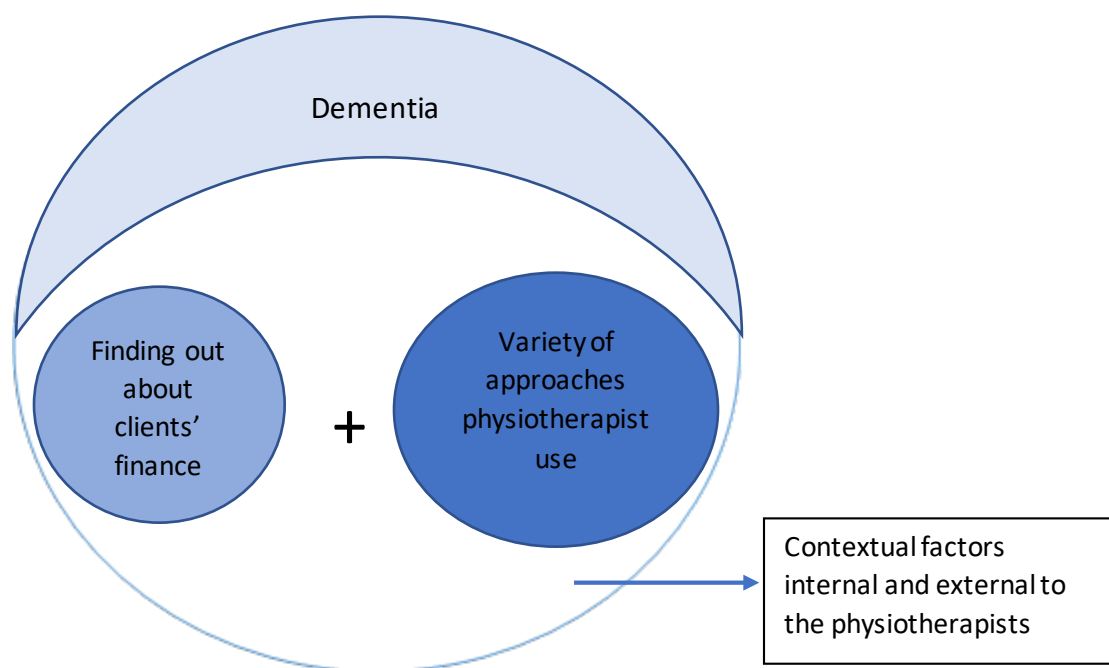 Dementia
Finding out
about
clients'
finance
+
Variety of
approaches
physiotherapist
use
Contextual factors
internal and external to
the physiotherapists